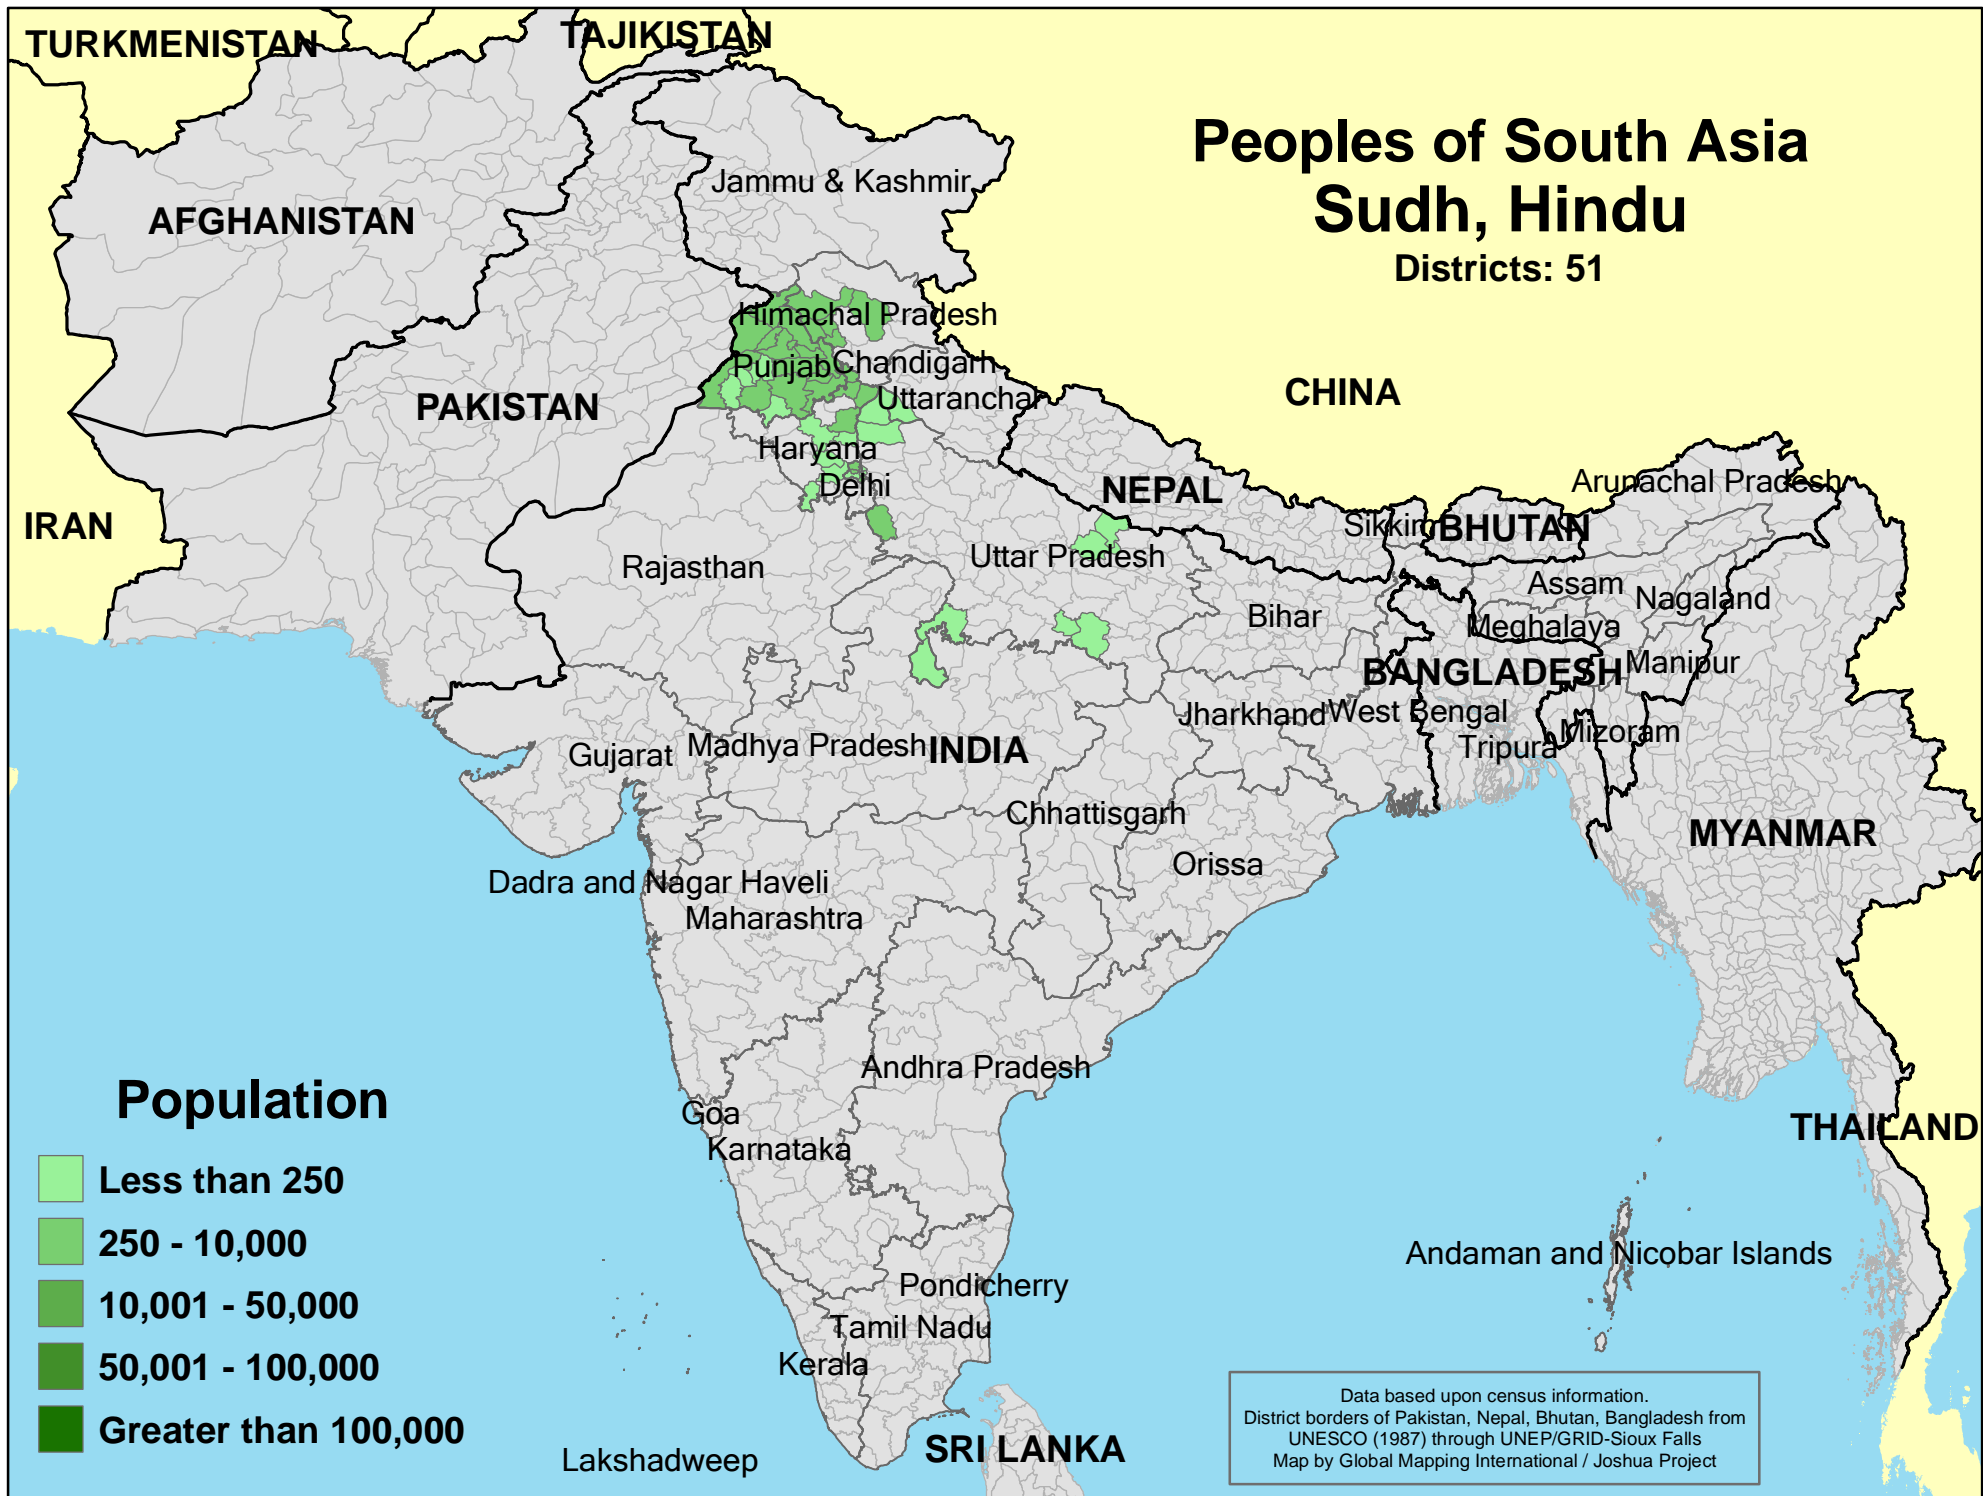 TURKMENISTAN
TAJIKISTAN
Peoples of South Asia
Sudh, Hindu
Districts: 51
Jammu & Kashmir
AFGHANISTAN
Himachal Pradesh
Punjab
Chandigarh
CHINA
Uttaranchal
PAKISTAN
Haryana
Delhi
NEPAL
Arunachal Pradesh
IRAN
Sikkim
BHUTAN
Uttar Pradesh
Rajasthan
Assam
Nagaland
Bihar
Meghalaya
BANGLADESH
Manipur
Jharkhand
West Bengal
Mizoram
Tripura
Gujarat
Madhya Pradesh
INDIA
Chhattisgarh
MYANMAR
Orissa
Dadra and Nagar Haveli
Maharashtra
Andhra Pradesh
Goa
Karnataka
THAILAND
Andaman and Nicobar Islands
Pondicherry
Tamil Nadu
Kerala
Lakshadweep
SRI LANKA
Population
Less than 250
250 - 10,000
10,001 - 50,000
50,001 - 100,000
Greater than 100,000
Data based upon census information.
District borders of Pakistan, Nepal, Bhutan, Bangladesh from
UNESCO (1987) through UNEP/GRID-Sioux Falls
Map by Global Mapping International / Joshua Project